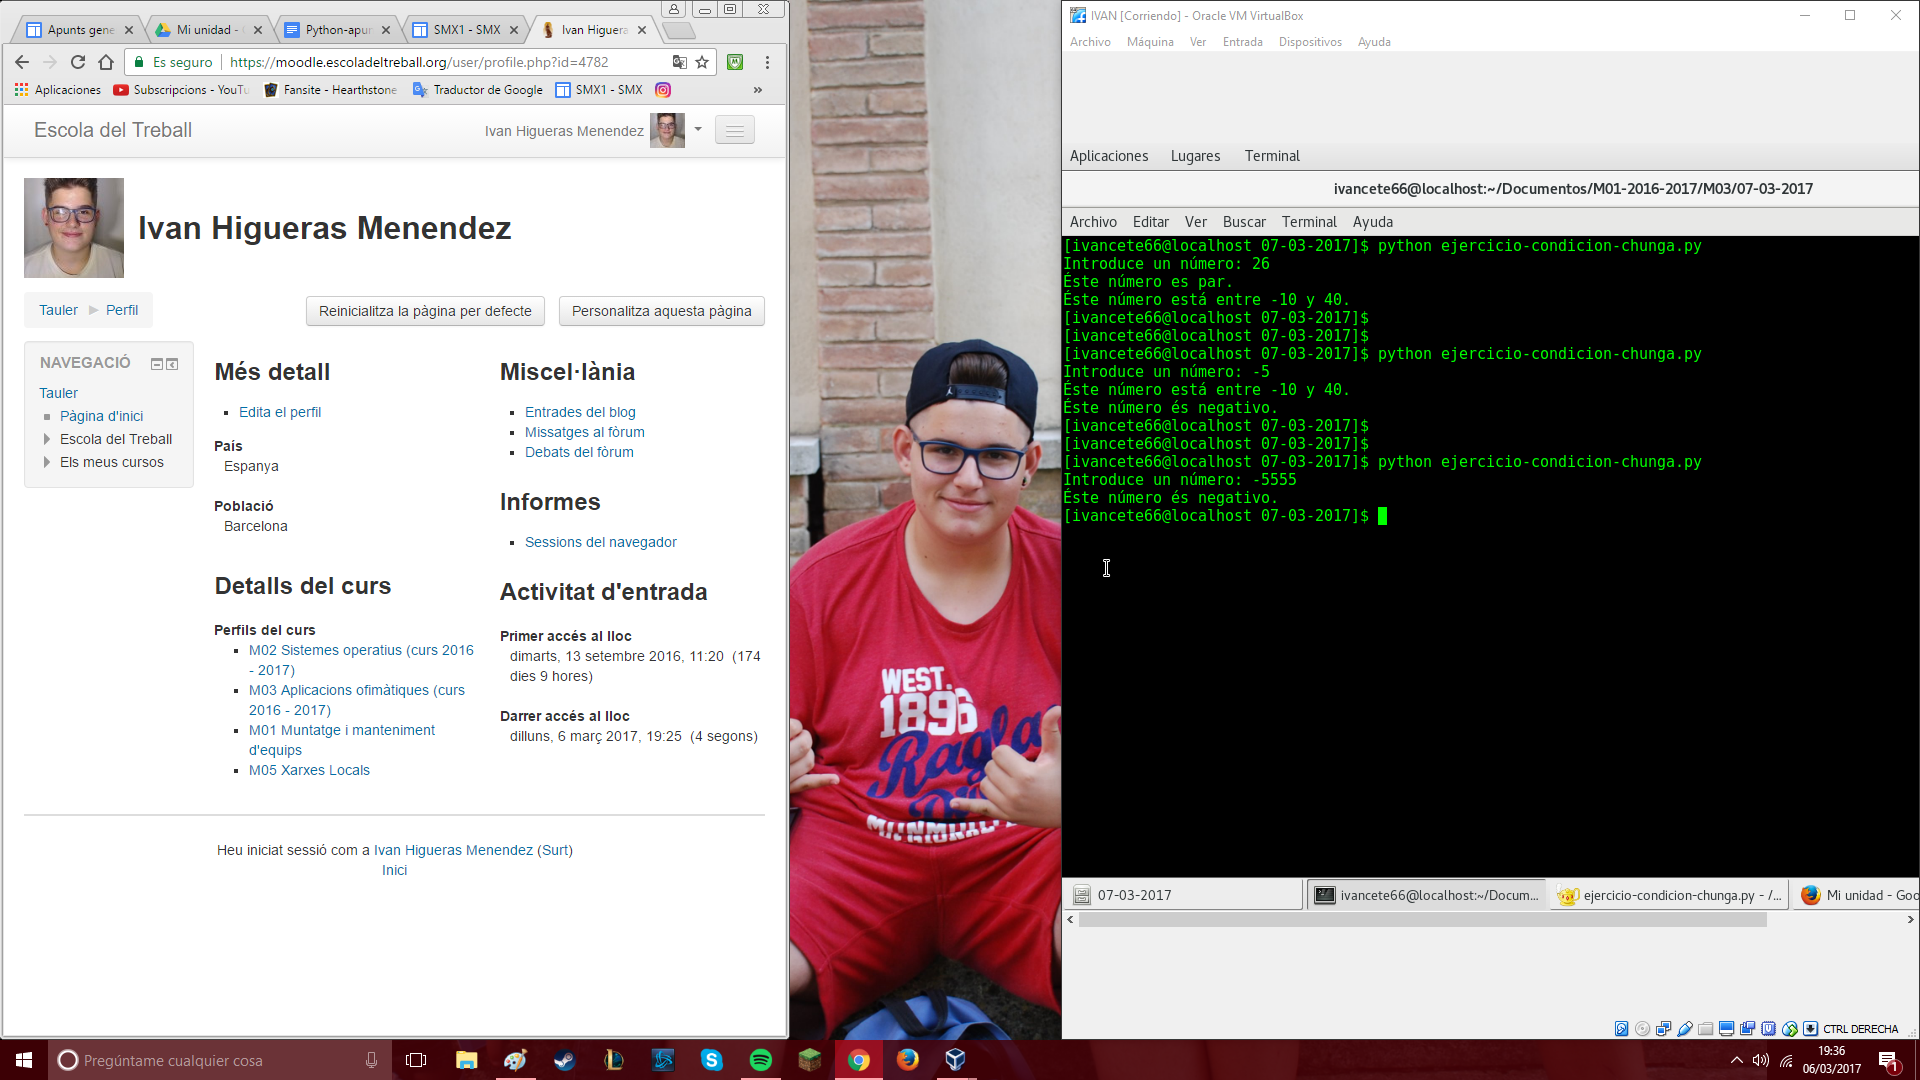 Apunts gene
Mi unidad -
Python-apu
SMX1 - SMX
Ivan Higuera
Es seguro
https://moodle.escoladeltreball.org/user/profile.php?id=4782
Aplicaciones
Subscripcions - YouTu
Fansite - Hearthstone
Traductor de Google
SMX1 - SMX
»
Escola del Treball
Ivan Higueras Menendez
Ivan Higueras Menendez
Tauler
Perfil
Reinicialitza la pàgina per defecte
Personalitza aquesta pàgina
NAVEGACIÓ
Tauler
Pàgina d'inici
Escola del Treball
Els meus cursos
Més detall
Edita el perfil
País
Espanya
Població
Barcelona
Detalls del curs
Perfils del curs
M02 Sistemes operatius (curs 2016
- 2017)
M03 Aplicacions ofimàtiques (curs
2016 - 2017)
M01 Muntatge i manteniment
d'equips
M05 Xarxes Locals
Miscel·lània
Entrades del blog
Missatges al fòrum
Debats del fòrum
Informes
Sessions del navegador
Activitat d'entrada
Primer accés al lloc
dimarts, 13 setembre 2016, 11:20 (174
dies 9 hores)
Darrer accés al lloc
dilluns, 6 març 2017, 19:25 (4 segons)
Heu iniciat sessió com a Ivan Higueras Menendez (Surt)
Inici
WEST.
1896
IVAN [Corriendo] - Oracle VM VirtualBox
Archivo Máquina Ver Entrada Dispositivos Ayuda
Aplicaciones Lugares Terminal
ivancete66@localhost:~/Documentos/M01-2016-2017/M03/07-03-2017
Archivo Editar Ver Buscar Terminal Ayuda
[ivancete66@localhost 07-03-2017]$ python ejercicio-condicion-chunga.py
Introduce un número: 26
Éste número es par.
Éste número está entre -10 y 40.
[ivancete66@localhost 07-03-2017]$
[ivancete66@localhost 07-03-2017]$
[ivancete66@localhost 07-03-2017]$ python ejercicio-condicion-chunga.py
Introduce un número: -5
Éste número está entre -10 y 40.
Éste número és negativo.
[ivancete66@localhost 07-03-2017]$
[ivancete66@localhost 07-03-2017]$
[ivancete66@localhost 07-03-2017]$ python ejercicio-condicion-chunga.py
Introduce un número: -5555
Éste número és negativo.
[ivancete66@localhost 07-03-2017]$
07-03-2017
ivancete66@localhost:~/Docum...
ejercicio-condicion-chunga.py - /...
Mi unidad - Goo
CTRL DERECHA
Pregúntame cualquier cosa
19:36
06/03/2017
1